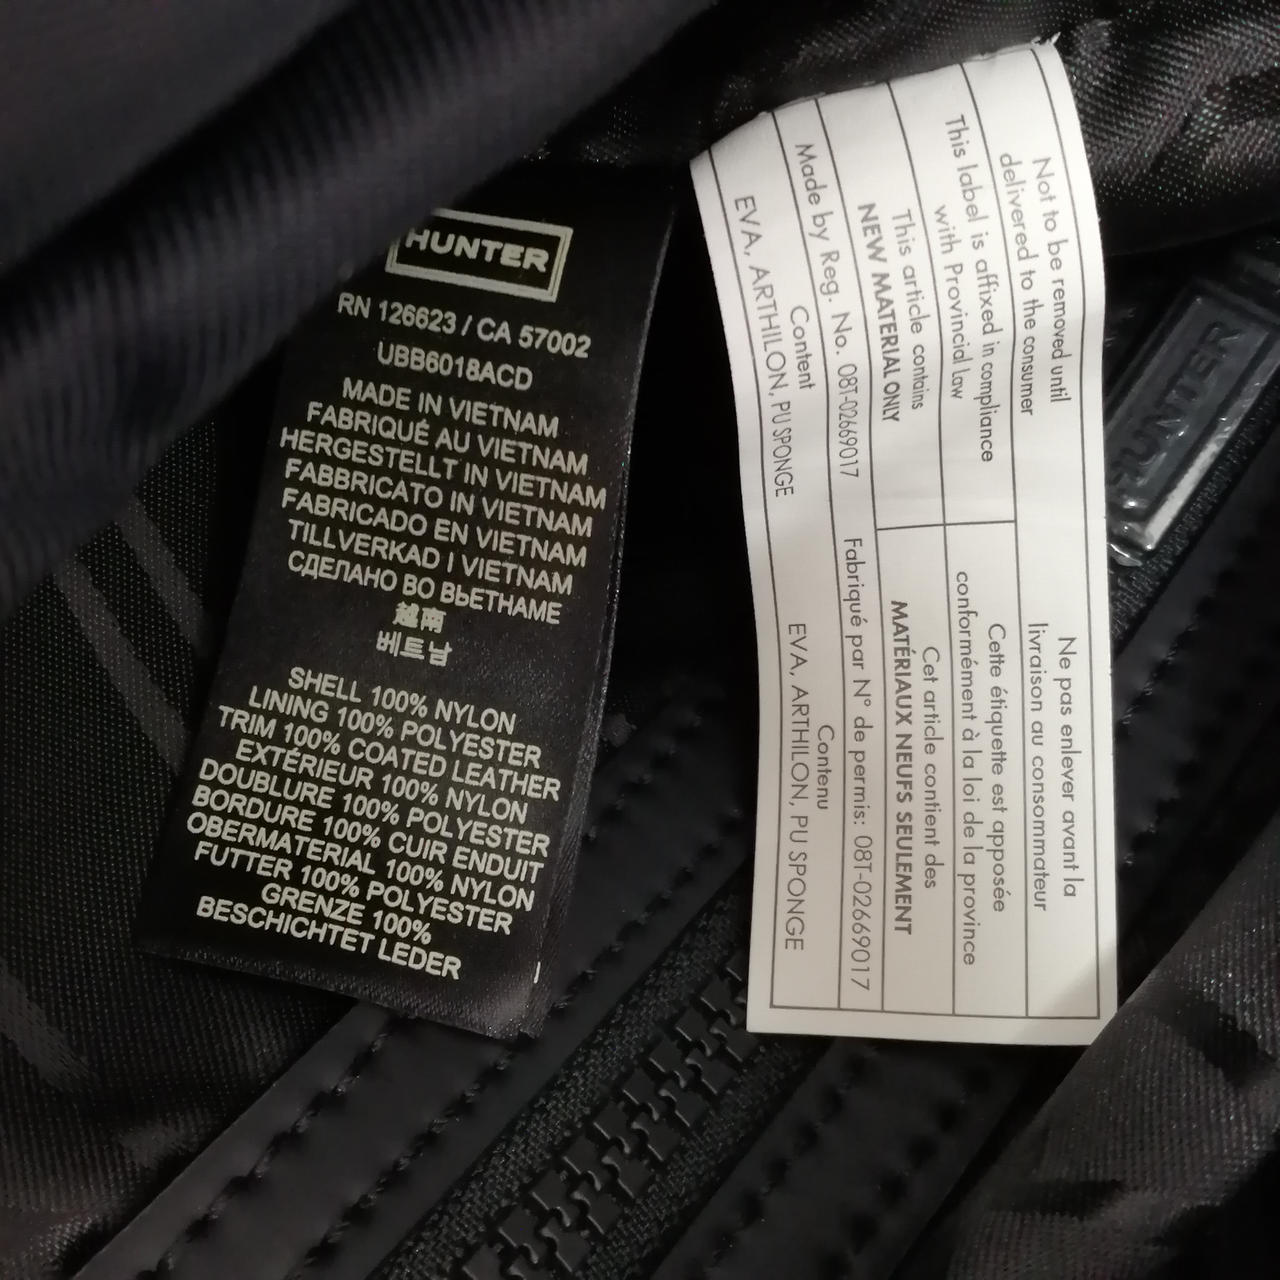 HUNTER
RN 126623 / CA 57002
UBB6018ACD
MADE IN VIETNAM
FABRIQUÉ AU VIETNAM
HERGESTELLT IN VIETNAM
FABBRICATO IN VIETNAM
FABRICADO EN VIETNAM
TILLVERKAD I VIETNAM
СДЕЛАНО ВО ВЬЕТНАМЕ
越南
베트남
SHELL 100% NYLON
LINING 100% POLYESTER
TRIM 100% COATED LEATHER
EXTÉRIEUR 100% NYLON
DOUBLURE 100% POLYESTER
BORDURE 100% CUIR ENDUIT
OBERMATERIAL 100% NYLON
FUTTER 100% POLYESTER
GRENZE 100%
BESCHICHTET LEDER
Not to be removed until
delivered to the consumer
This label is affixed in compliance
with Provincial Law
This article contains
NEW MATERIAL ONLY
Made by Reg. No. 08T-02669017
Content
EVA, ARTHILON, PU SPONGE
Ne pas enlever avant la
livraison au consommateur
Cette étiquette est apposée
conformément à la loi de la province
Cet article contient des
MATÉRIAUX NEUFS SEULEMENT
Fabriqué par N° de permis: 08T-02669017
Contenu
EVA, ARTHILON, PU SPONGE
HUNTER